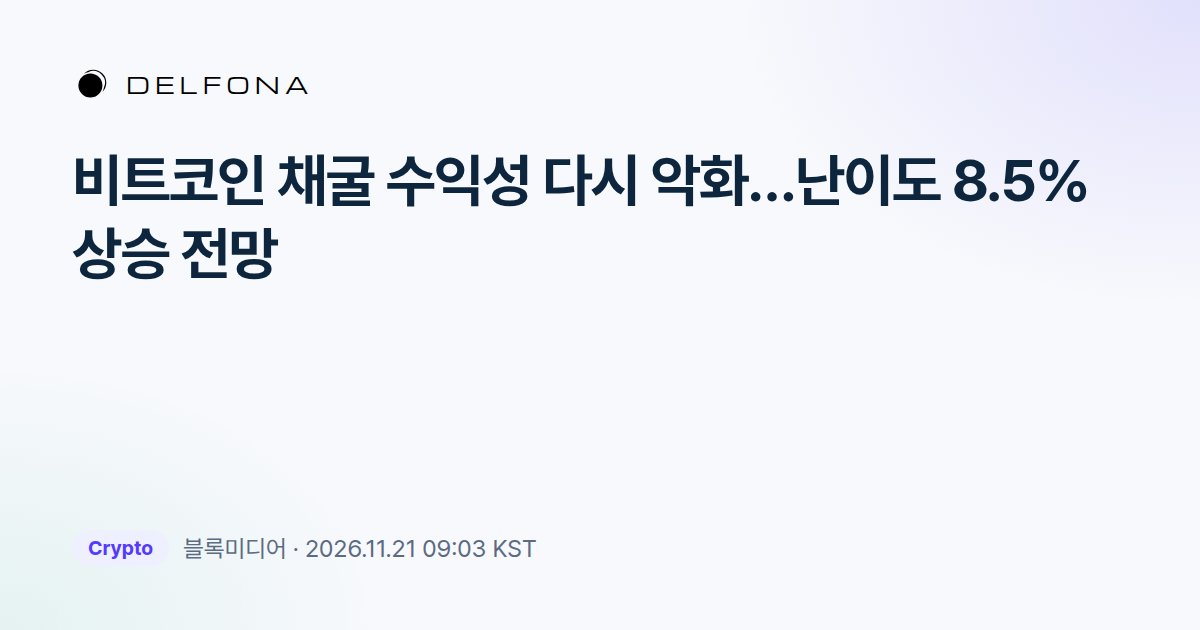 DELFONA
비트코인 채굴 수익성 다시 악화…난이도 8.5%
상승 전망
Crypto 블록미디어 · 2026.11.21 09:03 KST